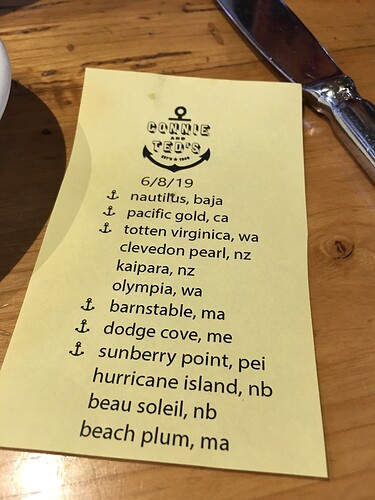 CONNIE
AND
TED'S
EST'D ★ 1949
6/8/19
⚓ nautilus, baja
⚓ pacific gold, ca
⚓ totten virginica, wa
clevedon pearl, nz
kaipara, nz
olympia, wa
⚓ barnstable, ma
⚓ dodge cove, me
⚓ sunberry point, pei
hurricane island, nb
beau soleil, nb
beach plum, ma